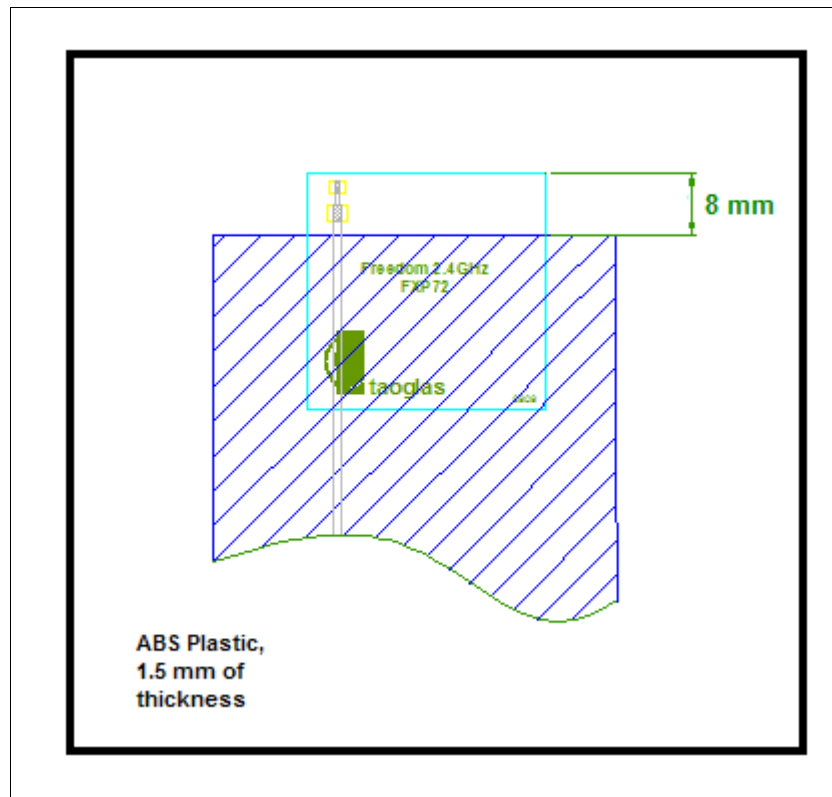 8 mm
Freedom 2.4GHz
FXP72
taoglas
ABS Plastic,
1.5 mm of
thickness